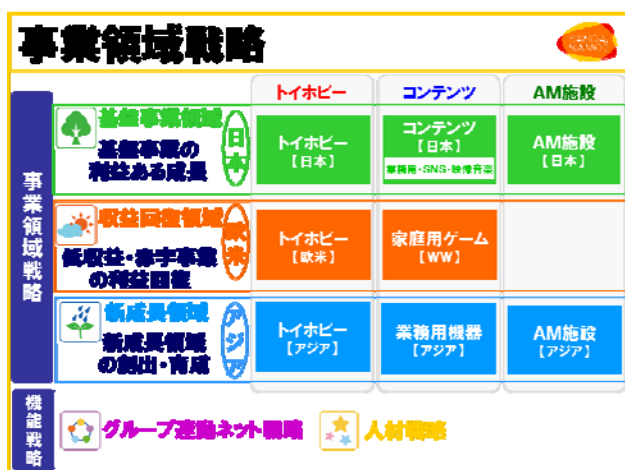 事業領域戦略
トイホビー
コンテンツ
AM施設
事業領域戦略
基盤事業領域
日本
基盤事業の
利益ある成長
トイホビー
【日本】
コンテンツ
【日本】
業務用・SNS・映像音楽
AM施設
【日本】
収益回復領域
欧米
低収益・赤字事業
の利益回復
トイホビー
【欧米】
家庭用ゲーム
【WW】
新成長領域
アジア
新成長領域
の創出・育成
トイホビー
【アジア】
業務用機器
【アジア】
AM施設
【アジア】
機能戦略
グループ連動ネット戦略
人材戦略